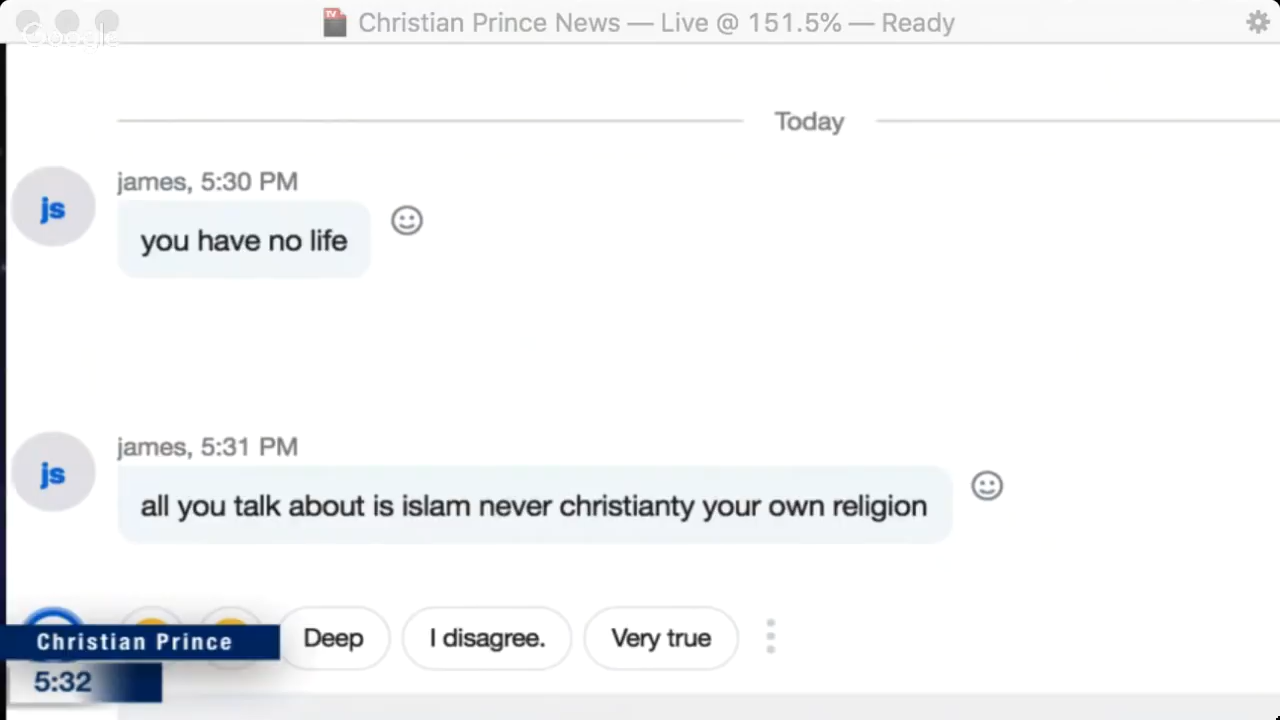 Christian Prince News — Live @ 151.5% — Ready
Google
Today
james, 5:30 PM
js
you have no life
james, 5:31 PM
js
all you talk about is islam never christianty your own religion
Deep
I disagree.
Very true
Christian Prince
5:32